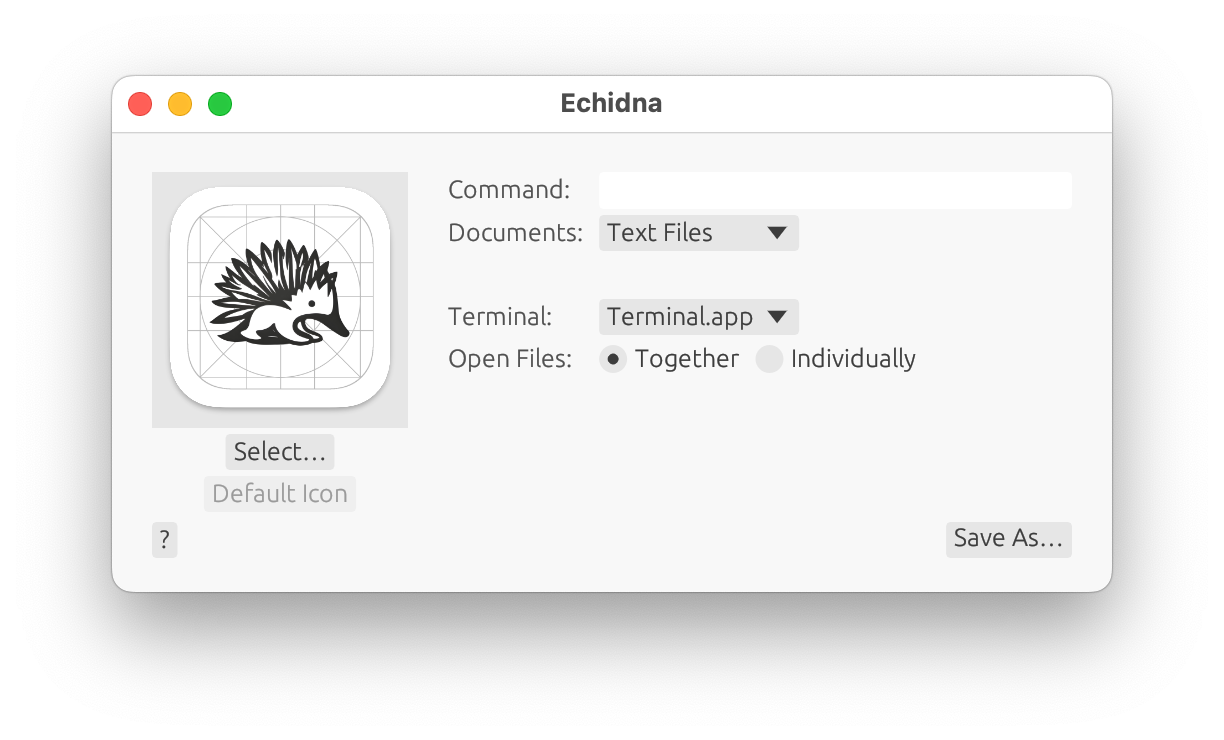 Echidna
Command:
Documents: Text Files
Terminal: Terminal.app
Open Files: Together Individually
Select...
Default Icon
? Save As...